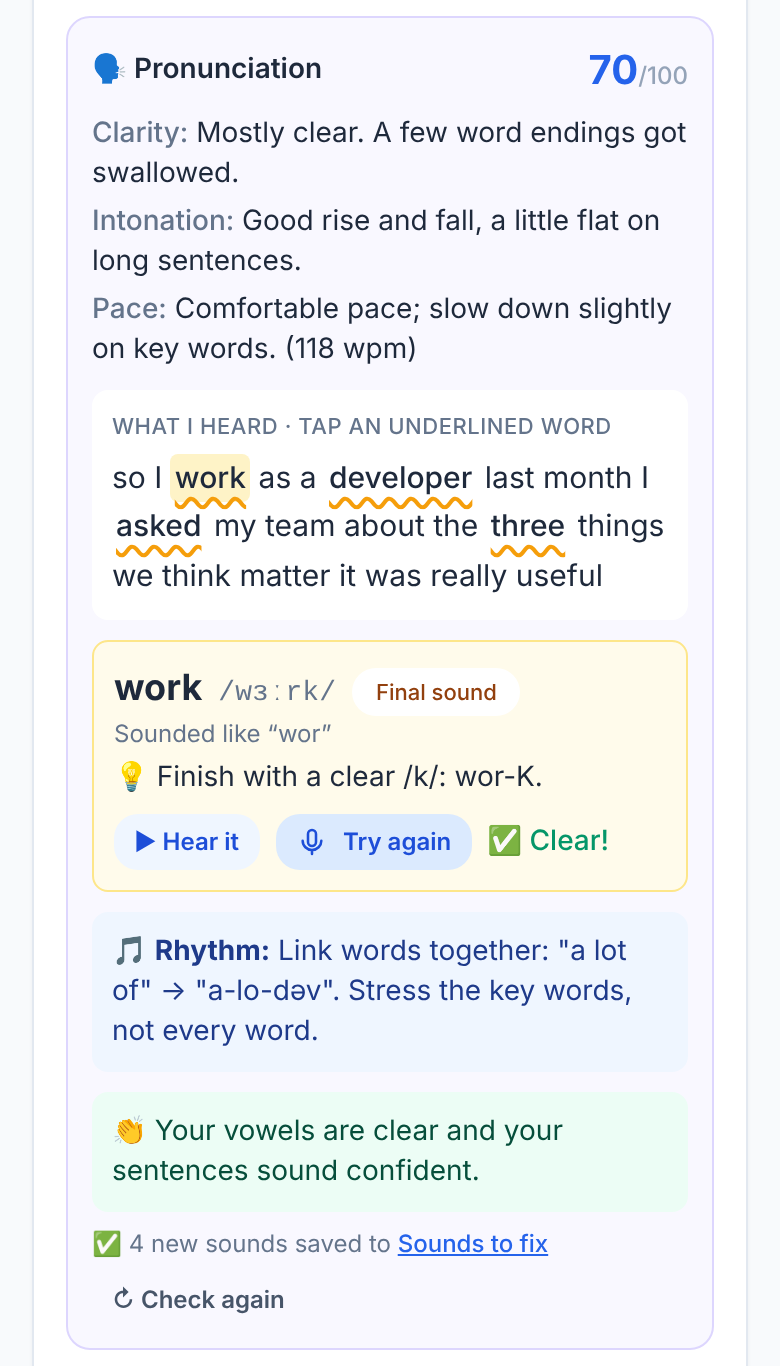 🗣️ Pronunciation 70/100
Clarity: Mostly clear. A few word endings got
swallowed.
Intonation: Good rise and fall, a little flat on
long sentences.
Pace: Comfortable pace; slow down slightly
on key words. (118 wpm)
WHAT I HEARD · TAP AN UNDERLINED WORD
so I work as a developer last month I
asked my team about the three things
we think matter it was really useful
work /wɜːrk/ Final sound
Sounded like “wor”
💡 Finish with a clear /k/: wor-K.
▶ Hear it Try again ✅ Clear!
🎵 Rhythm: Link words together: "a lot
of" → "a-lo-dəv". Stress the key words,
not every word.
👏 Your vowels are clear and your
sentences sound confident.
✅ 4 new sounds saved to Sounds to fix
↻ Check again